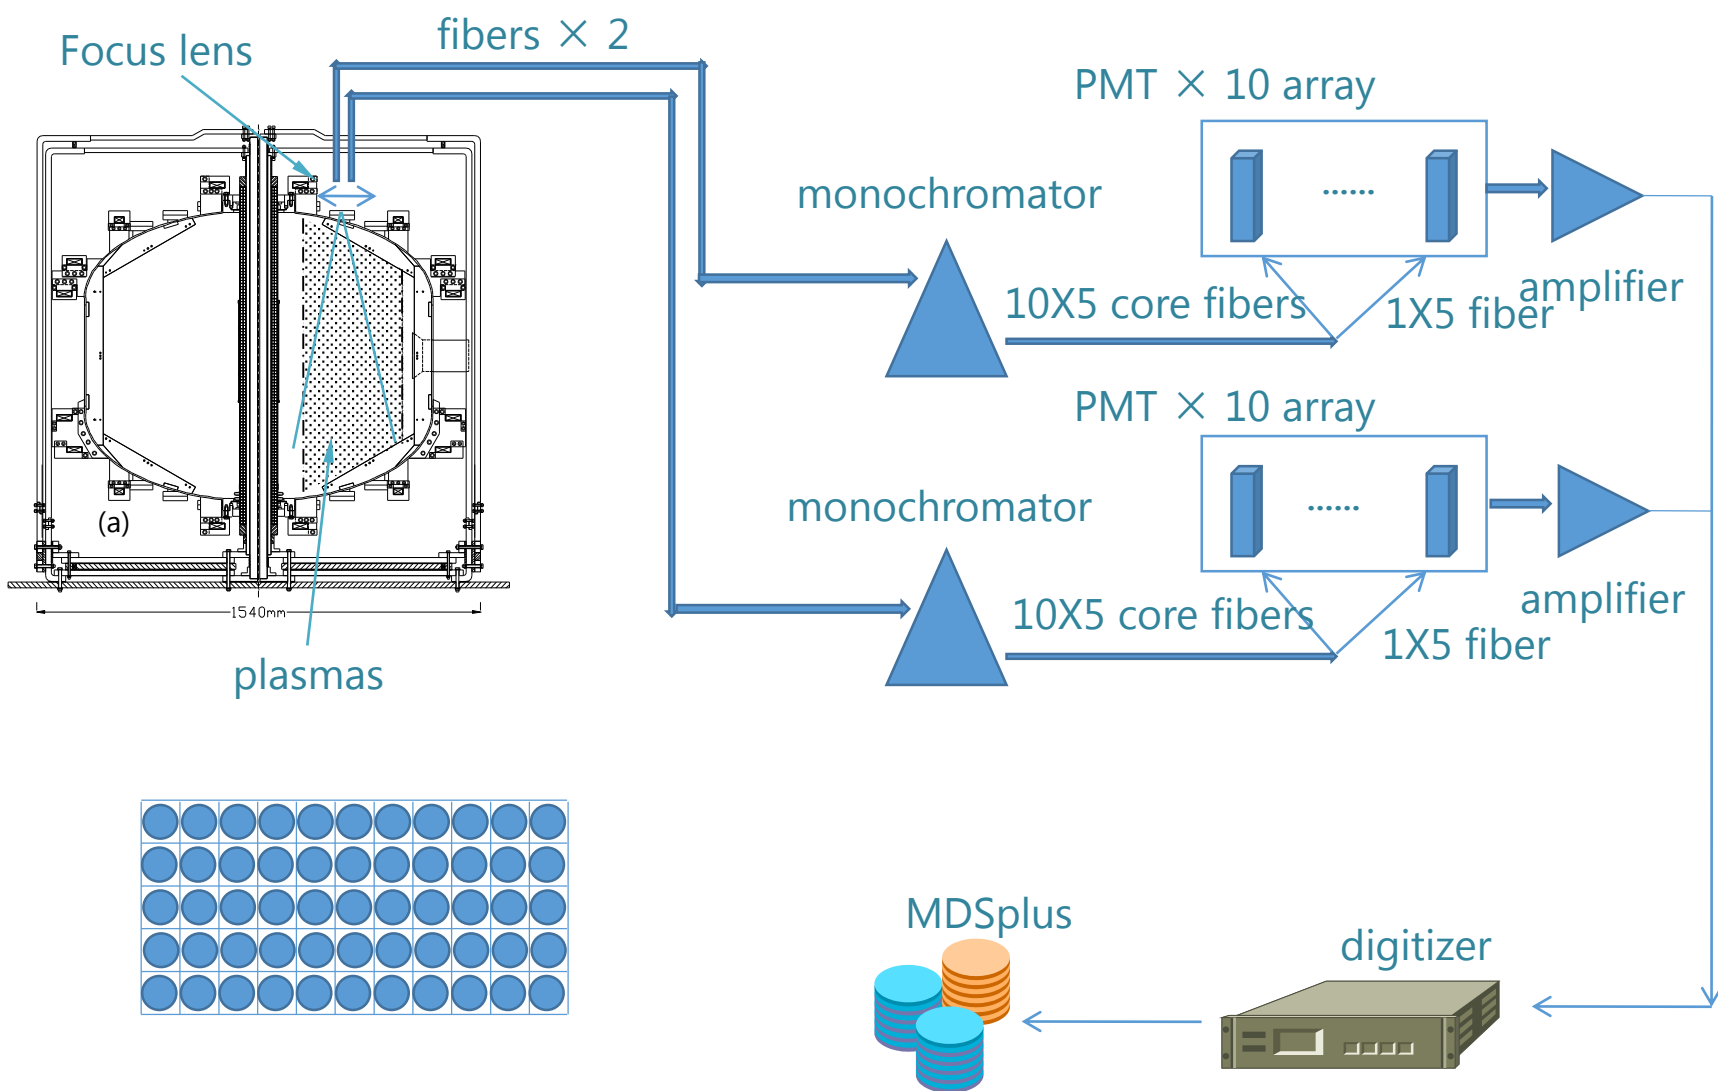 fibers × 2
Focus lens
PMT × 10 array
monochromator
......
amplifier
10X5 core fibers
1X5 fiber
PMT × 10 array
monochromator
......
(a)
amplifier
10X5 core fibers
1X5 fiber
1540mm
plasmas
MDSplus
digitizer